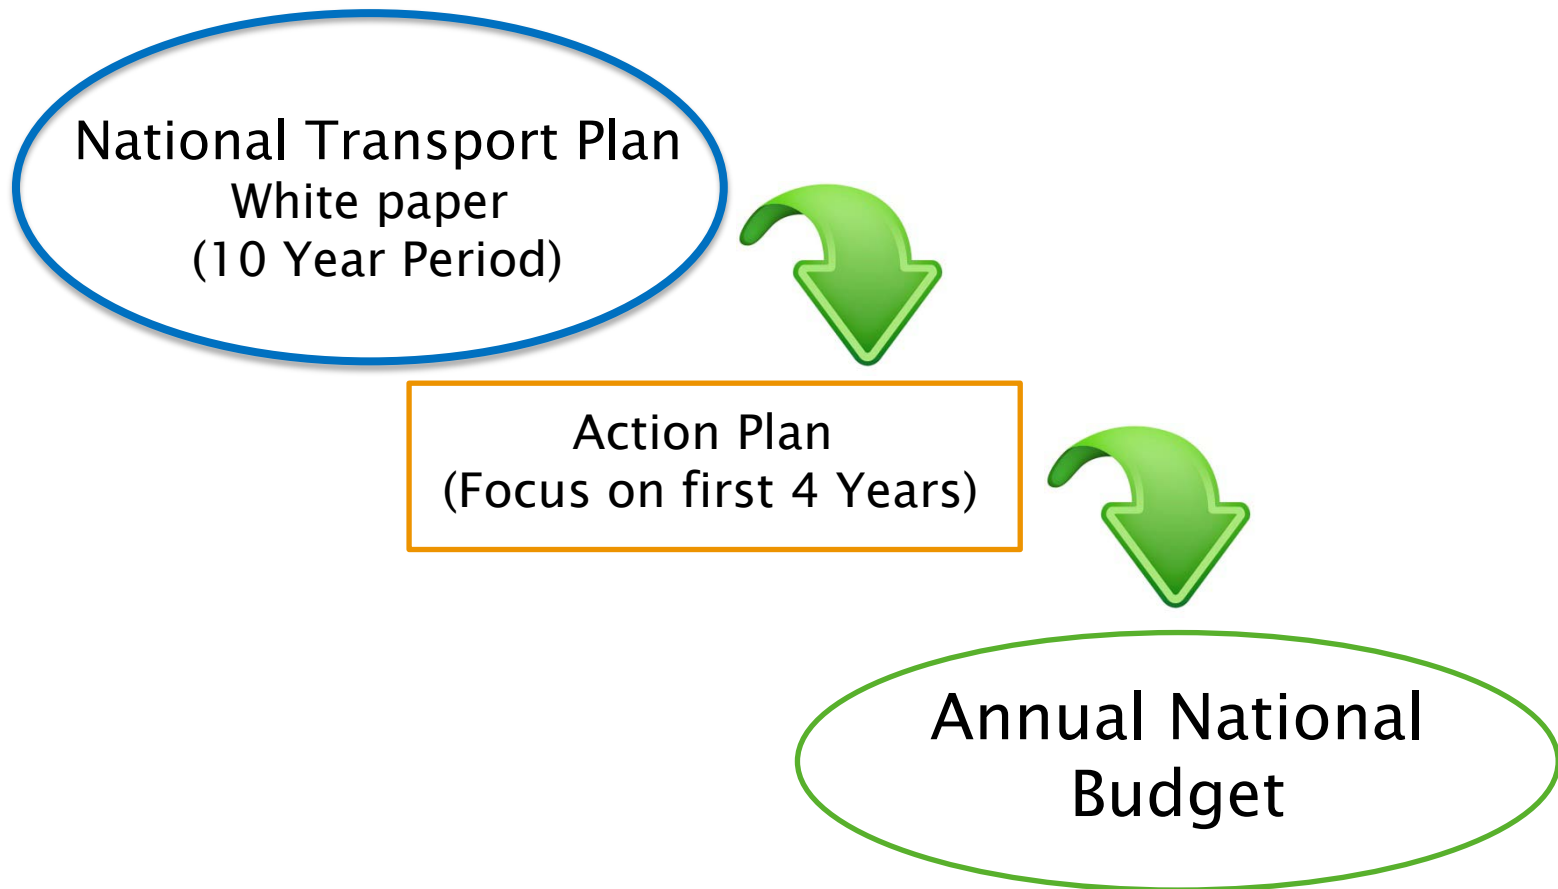 National Transport Plan
White paper
(10 Year Period)
Action Plan
(Focus on first 4 Years)
Annual National
Budget